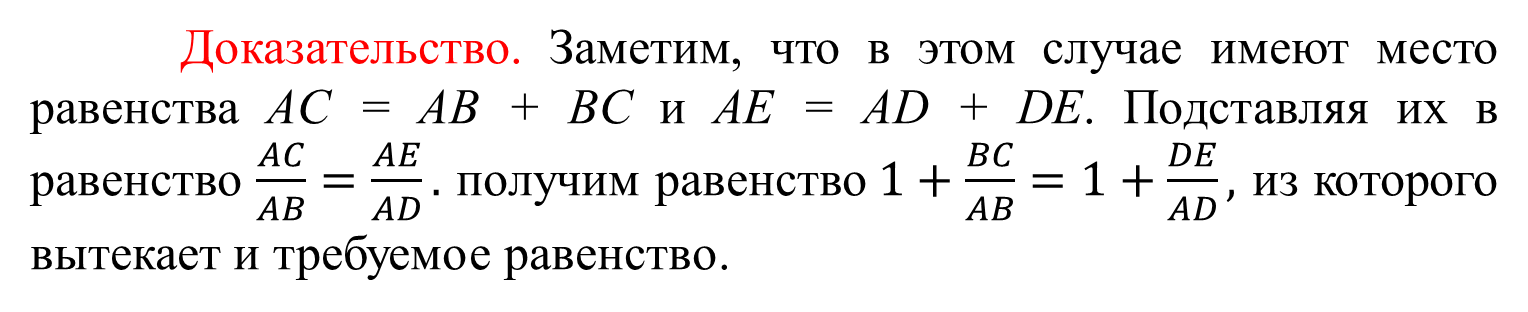 Доказательство. Заметим, что в этом случае имеют место
равенства AC = AB + BC и AE = AD + DE. Подставляя их в
равенство AC/AB = AE/AD. получим равенство 1 + BC/AB = 1 + DE/AD, из которого
вытекает и требуемое равенство.